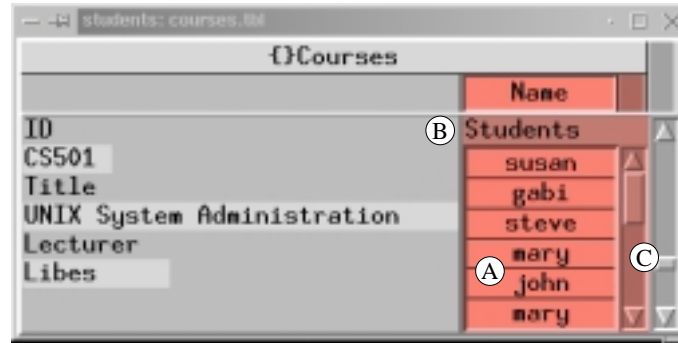 students: courses.tbl
{}Courses
Name
ID
B Students
CS501
susan
Title
gabi
UNIX System Administration
steve
Lecturer
mary
C
Libes
A
john
mary